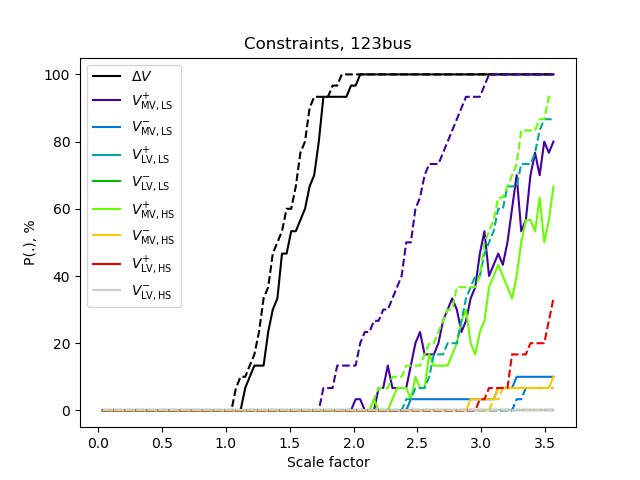 Constraints, 123bus
P(.), %
100
80
60
40
20
0
ΔV
V⁺MV, LS
V⁻MV, LS
V⁺LV, LS
V⁻LV, LS
V⁺MV, HS
V⁻MV, HS
V⁺LV, HS
V⁻LV, HS
0.0 0.5 1.0 1.5 2.0 2.5 3.0 3.5
Scale factor